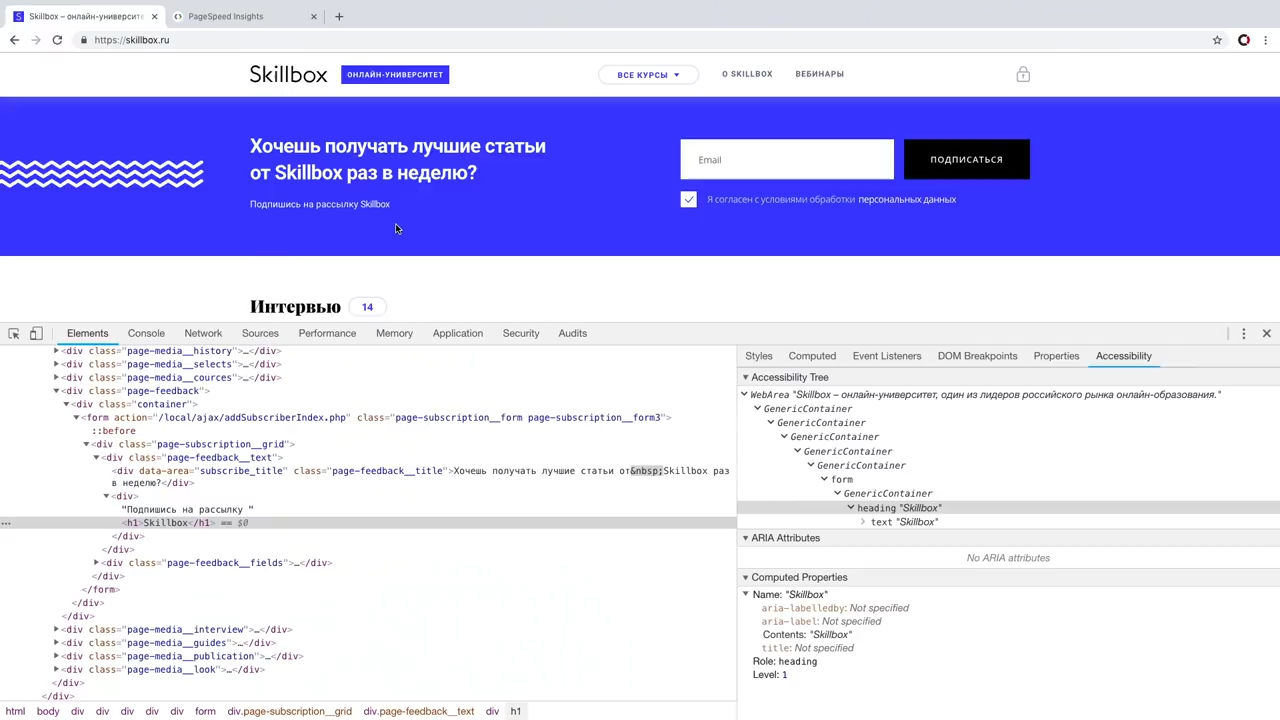 Skillbox – онлайн-университе
PageSpeed Insights
https://skillbox.ru
Skillbox
ОНЛАЙН-УНИВЕРСИТЕТ
ВСЕ КУРСЫ
О SKILLBOX
ВЕБИНАРЫ
Хочешь получать лучшие статьи
от Skillbox раз в неделю?
Подпишись на рассылку Skillbox
Email
ПОДПИСАТЬСЯ
Я согласен с условиями обработки персональных данных
Интервью 14
Elements Console Network Sources Performance Memory Application Security Audits
<div class="page-media__history">…</div>
<div class="page-media__selects">…</div>
<div class="page-media__cources">…</div>
<div class="page-feedback">
<div class="container">
<form action="/local/ajax/addSubscriberIndex.php" class="page-subscription__form page-subscription__form3">
::before
<div class="page-subscription__grid">
<div class="page-feedback__text">
<div data-area="subscribe_title" class="page-feedback__title">Хочешь получать лучшие статьи от&nbsp;Skillbox раз
в неделю?</div>
<div>
"Подпишись на рассылку "
<h1>Skillbox</h1> == $0
</div>
</div>
<div class="page-feedback__fields">…</div>
</div>
</form>
</div>
</div>
<div class="page-media__interview">…</div>
<div class="page-media__guides">…</div>
<div class="page-media__publication">…</div>
<div class="page-media__look">…</div>
</div>
</div>
html body div div div div div form div.page-subscription__grid div.page-feedback__text div h1
Styles Computed Event Listeners DOM Breakpoints Properties Accessibility
Accessibility Tree
WebArea "Skillbox – онлайн-университет, один из лидеров российского рынка онлайн-образования."
GenericContainer
GenericContainer
GenericContainer
GenericContainer
GenericContainer
form
GenericContainer
heading "Skillbox"
text "Skillbox"
ARIA Attributes
No ARIA attributes
Computed Properties
Name: "Skillbox"
aria-labelledby: Not specified
aria-label: Not specified
Contents: "Skillbox"
title: Not specified
Role: heading
Level: 1